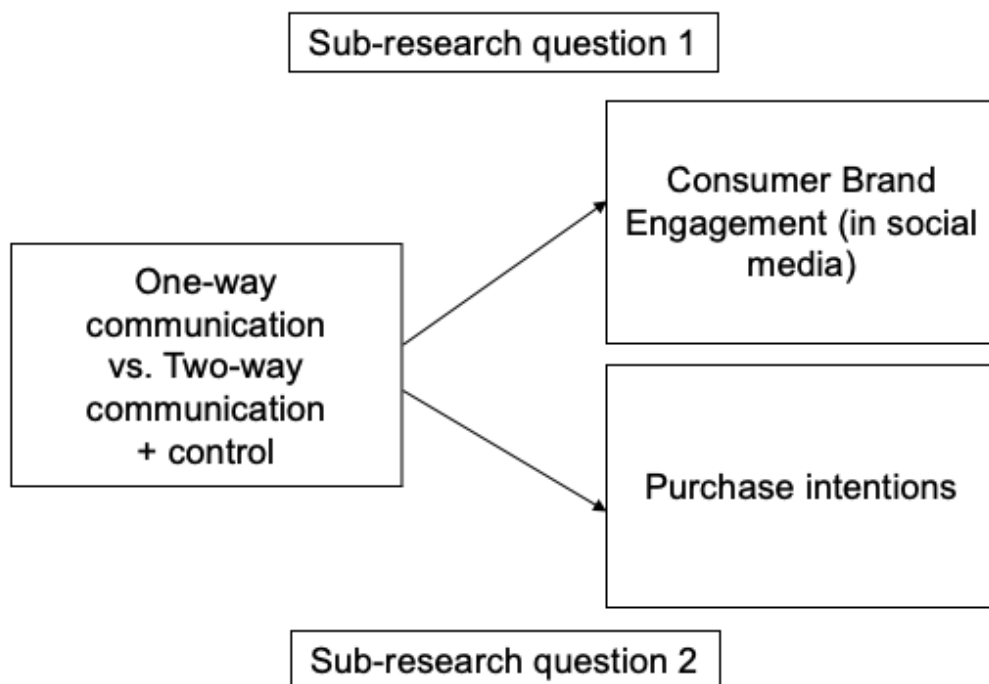 Sub-research question 1
Consumer Brand
Engagement (in social
media)
One-way
communication
vs. Two-way
communication
+ control
Purchase intentions
Sub-research question 2